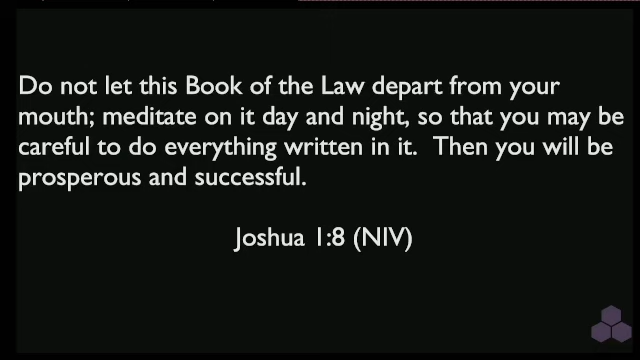 Do not let this Book of the Law depart from your
mouth; meditate on it day and night, so that you may be
careful to do everything written in it.  Then you will be
prosperous and successful.
Joshua 1:8 (NIV)